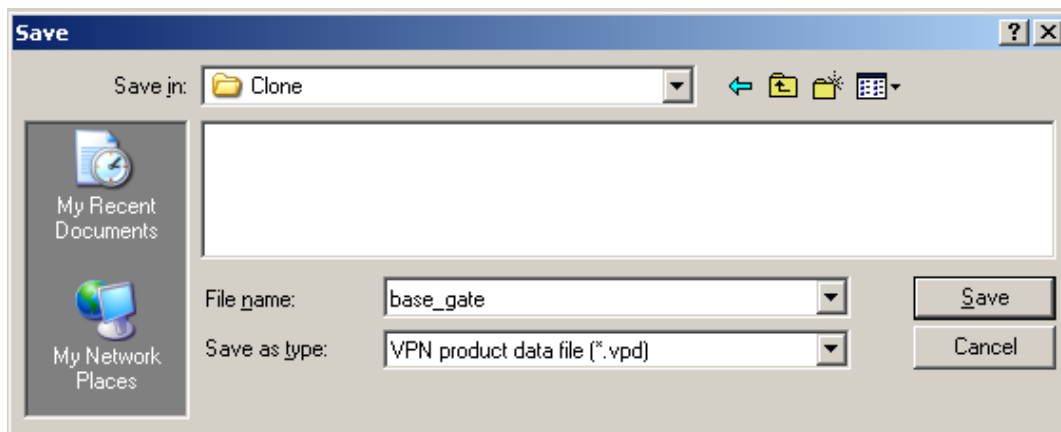 Save
Save in: Clone
My Recent
Documents
My Network
Places
File name: base_gate Save
Save as type: VPN product data file (*.vpd) Cancel